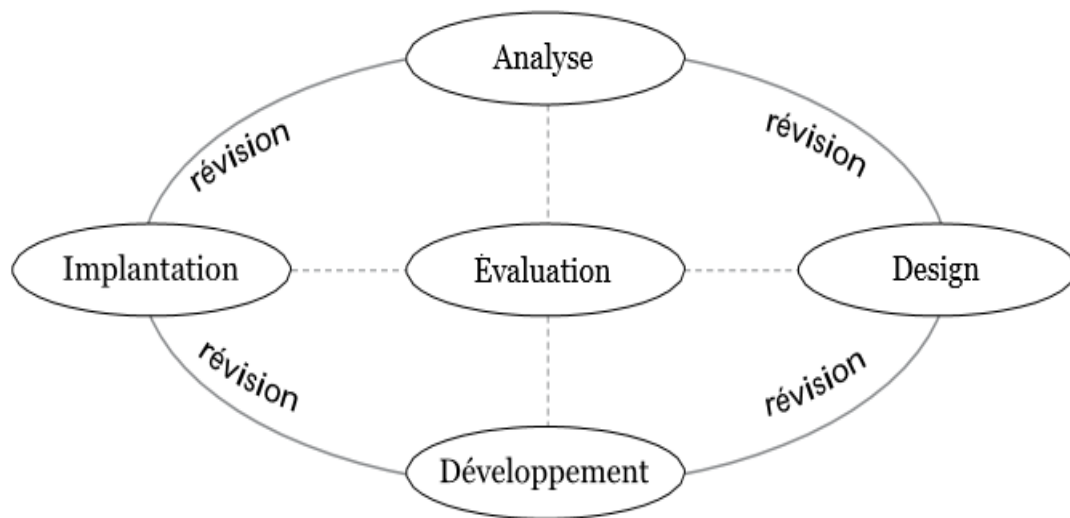 Analyse
révision
révision
Implantation
Évaluation
Design
révision
révision
Développement